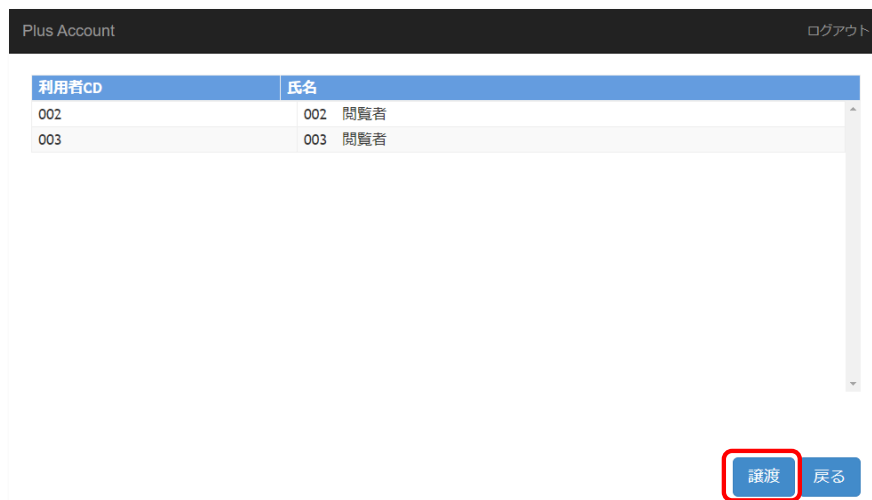 Plus Account ログアウト
利用者CD 氏名
002 002 閲覧者
003 003 閲覧者
譲渡 戻る